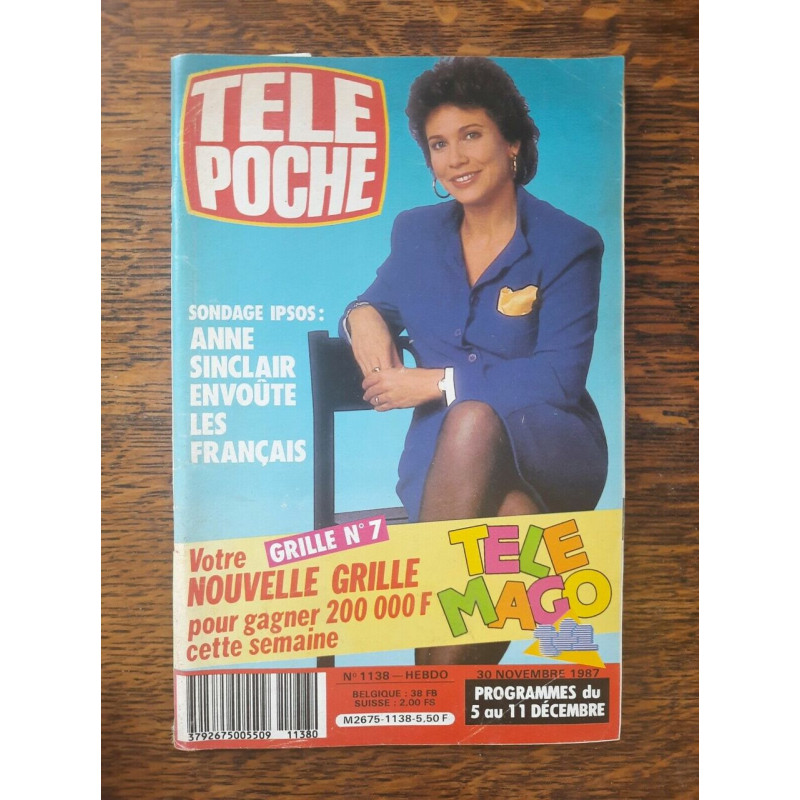 TELE
POCHE
SONDAGE IPSOS :
ANNE
SINCLAIR
ENVOÛTE
LES
FRANÇAIS
GRILLE N° 7
Votre
NOUVELLE GRILLE
pour gagner 200 000 F
cette semaine
TELE
MAGO
N° 1138 — HEBDO
30 NOVEMBRE 1987
BELGIQUE : 38 FB
SUISSE : 2,00 FS
M2675-1138-5,50 F
PROGRAMMES du
5 au 11 DÉCEMBRE
3792675005509
11380